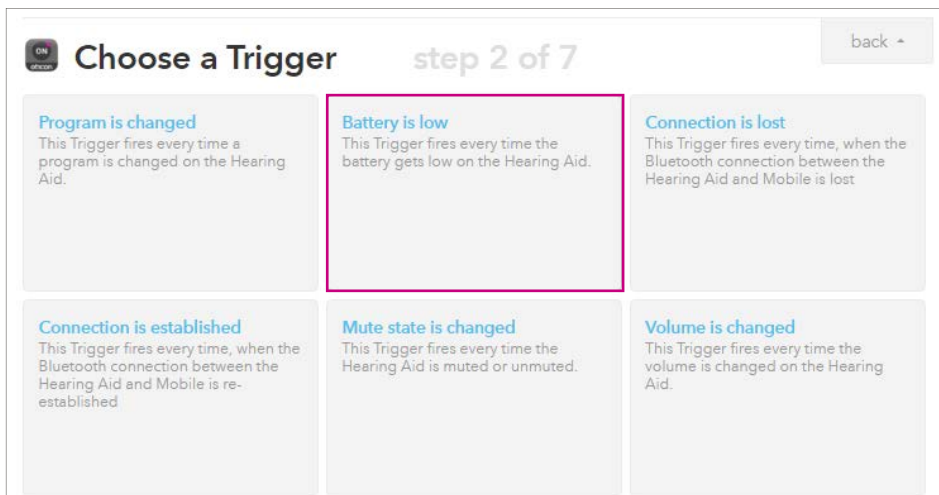 ON
oticon
Choose a Trigger step 2 of 7
back
Program is changed
This Trigger fires every time a
program is changed on the Hearing
Aid.
Battery is low
This Trigger fires every time the
battery gets low on the Hearing Aid.
Connection is lost
This Trigger fires every time, when the
Bluetooth connection between the
Hearing Aid and Mobile is lost
Connection is established
This Trigger fires every time, when the
Bluetooth connection between the
Hearing Aid and Mobile is re-
established
Mute state is changed
This Trigger fires every time the
Hearing Aid is muted or unmuted.
Volume is changed
This Trigger fires every time the
volume is changed on the Hearing
Aid.